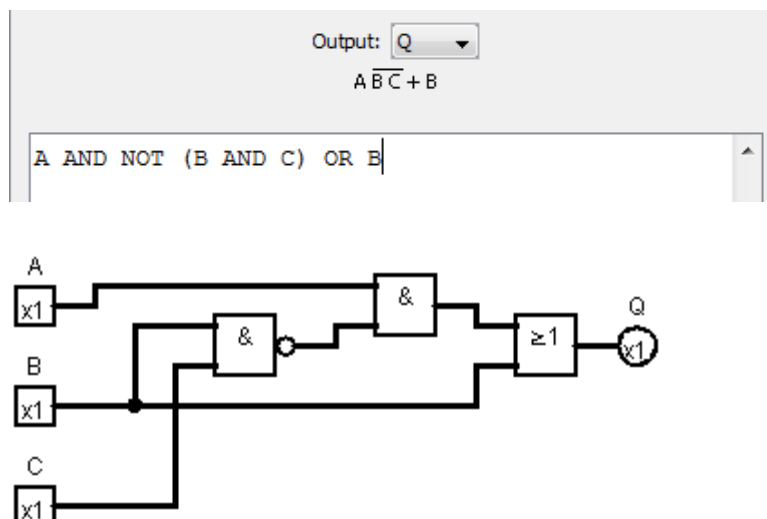 Output: Q
A B̅ ̅C̅ + B
A AND NOT (B AND C) OR B
A
x1
&
&
Q
≥1
x1
B
x1
C
x1